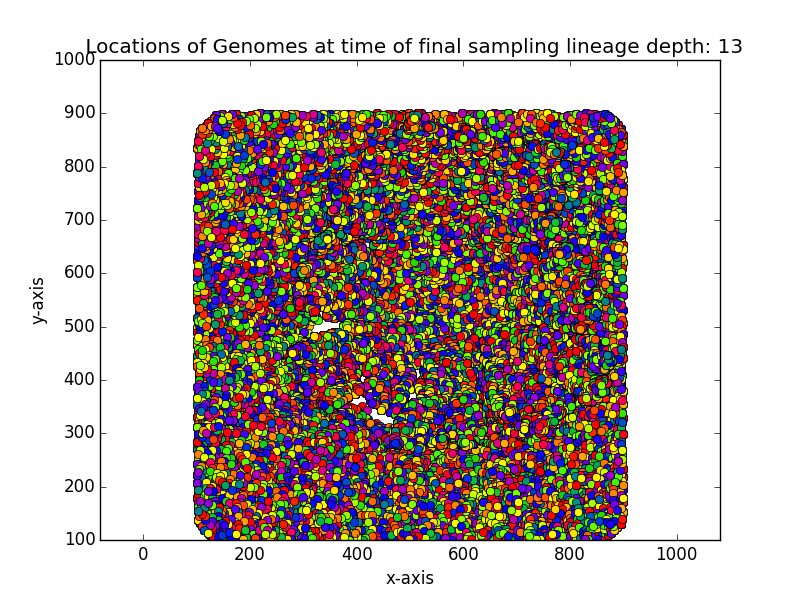 Locations of Genomes at time of final sampling lineage depth: 13
1000
900
800
700
600
500
400
300
200
100
y-axis
0 200 400 600 800 1000
x-axis